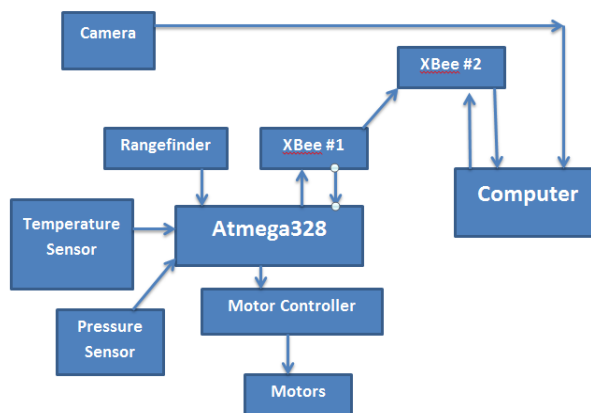 Camera
XBee #2
Rangefinder
XBee #1
Computer
Temperature
Sensor
Atmega328
Motor Controller
Pressure
Sensor
Motors